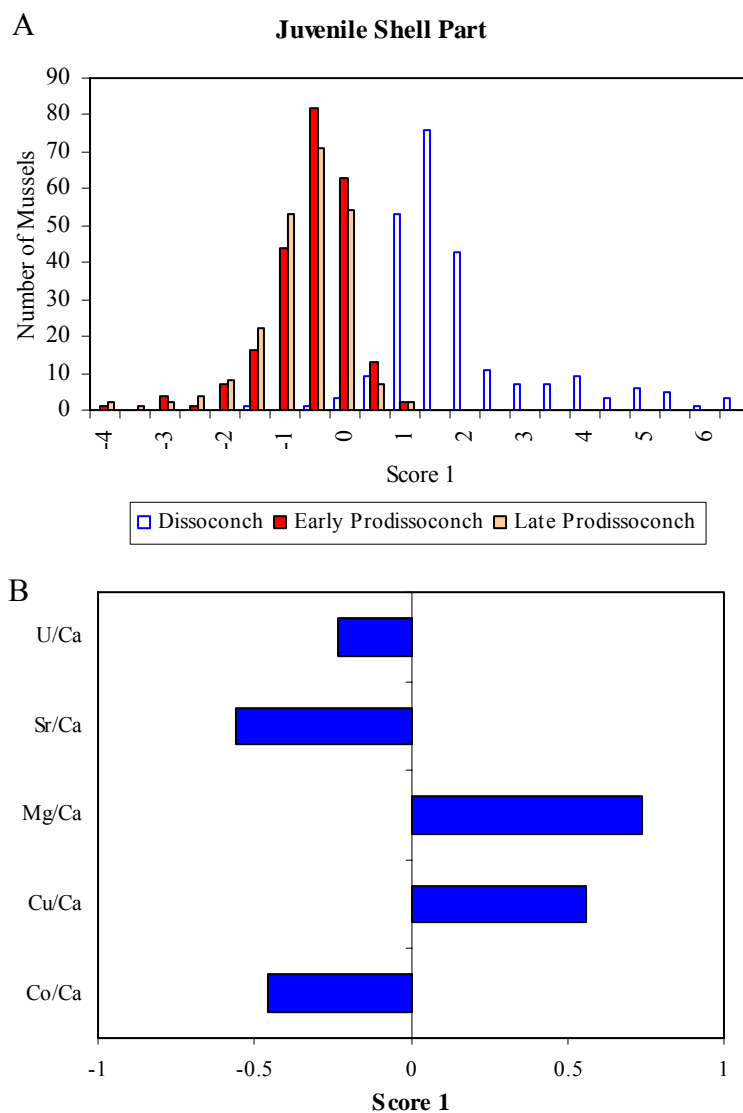 A
Juvenile Shell Part
90
80
70
60
50
40
30
20
10
0
Number of Mussels
-4
-3
-2
-1
0
1
2
3
4
5
6
Score 1
Dissoconch Early Prodissoconch Late Prodissoconch
B
U/Ca
Sr/Ca
Mg/Ca
Cu/Ca
Co/Ca
-1 -0.5 0 0.5 1
Score 1